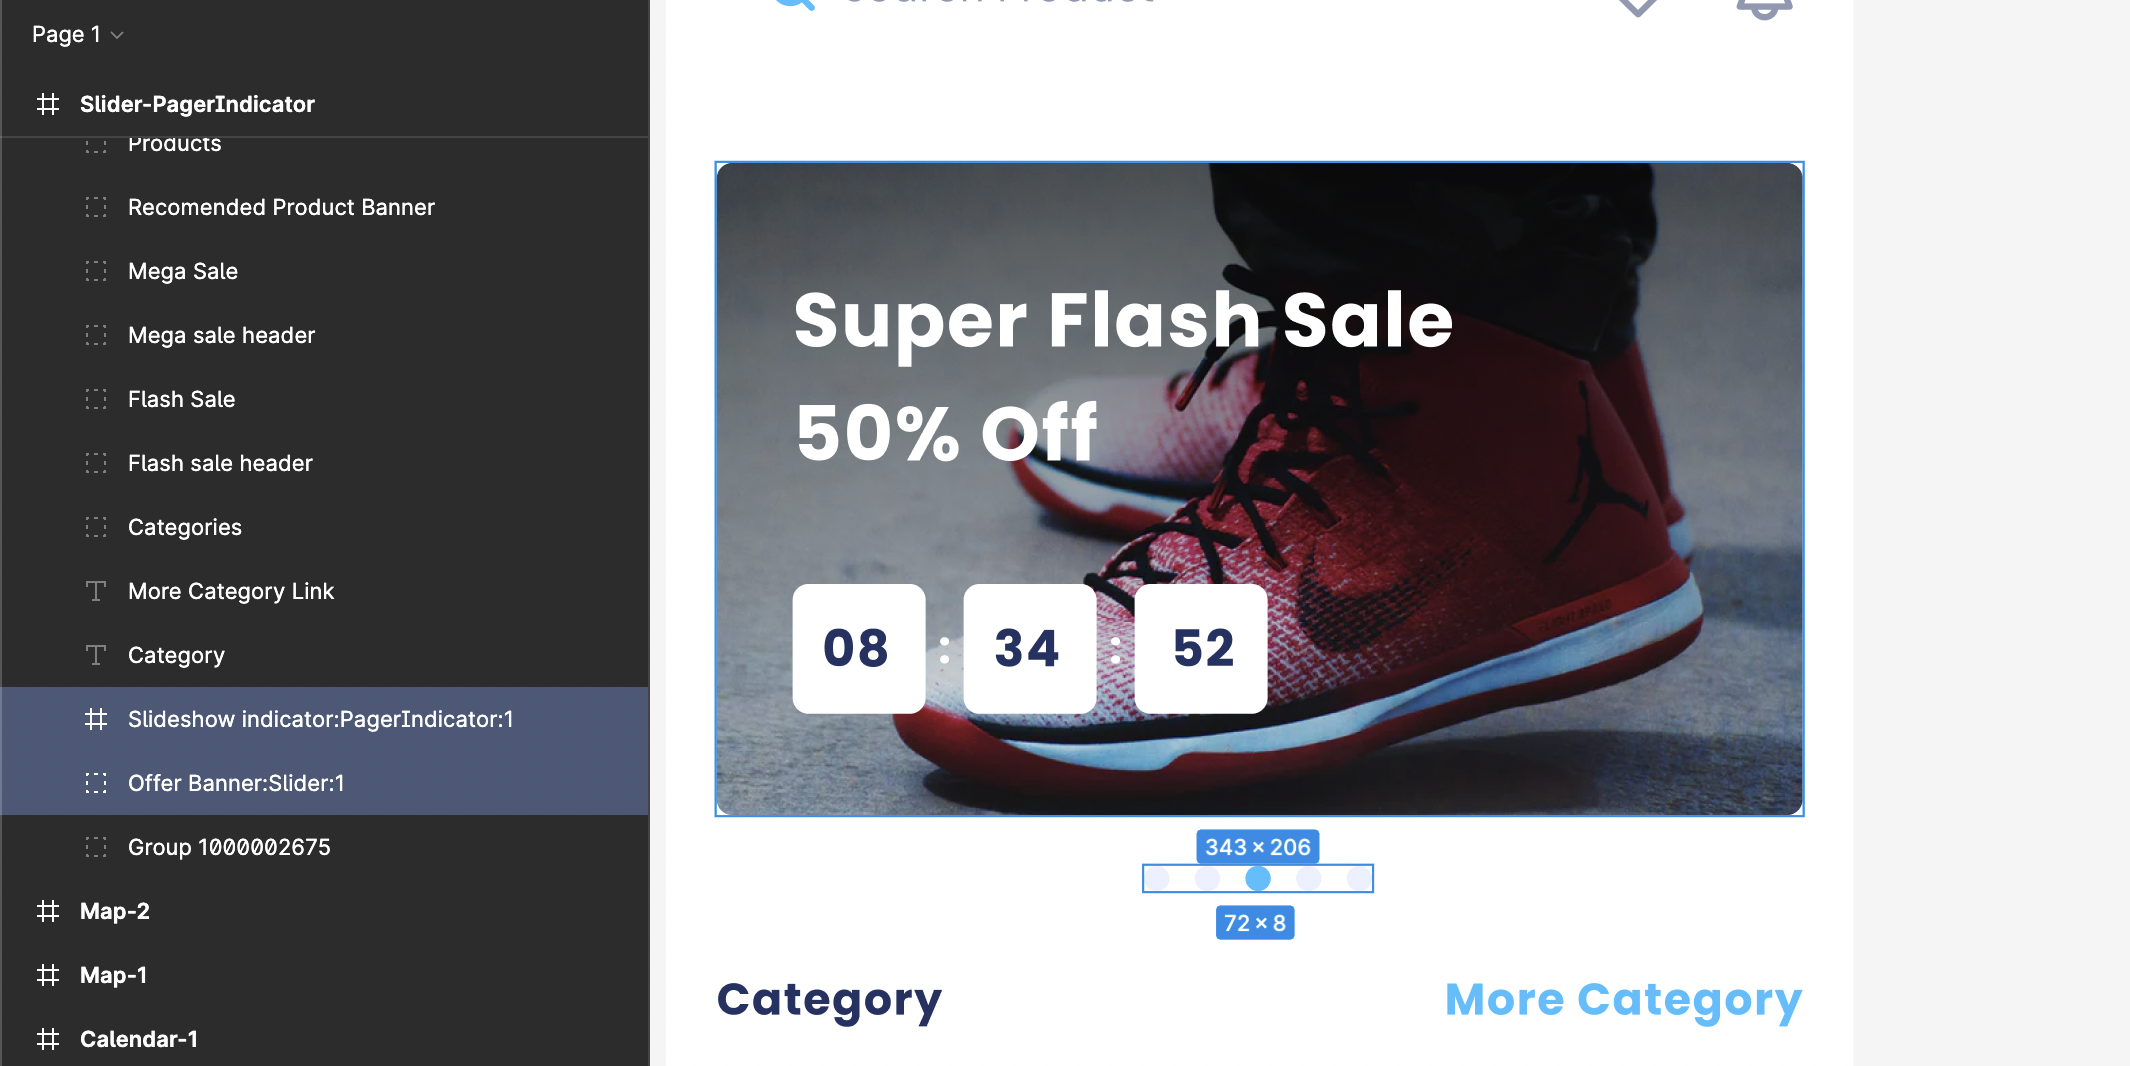 Page 1
Slider-PagerIndicator
Products
Recomended Product Banner
Mega Sale
Mega sale header
Flash Sale
Flash sale header
Categories
More Category Link
Category
Slideshow indicator:PagerIndicator:1
Offer Banner:Slider:1
Group 1000002675
Map-2
Map-1
Calendar-1
Search Product
Super Flash Sale
50% Off
08 : 34 : 52
343 × 206
72 × 8
Category
More Category